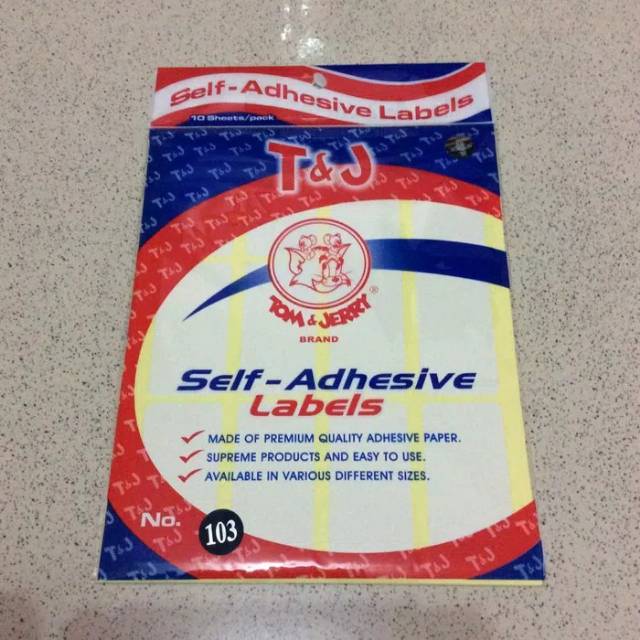 Self-Adhesive Labels
10 Sheets/pack
T&J
TOM & JERRY ®
BRAND
Self-Adhesive
Labels
MADE OF PREMIUM QUALITY ADHESIVE PAPER.
SUPREME PRODUCTS AND EASY TO USE.
AVAILABLE IN VARIOUS DIFFERENT SIZES.
No. 103